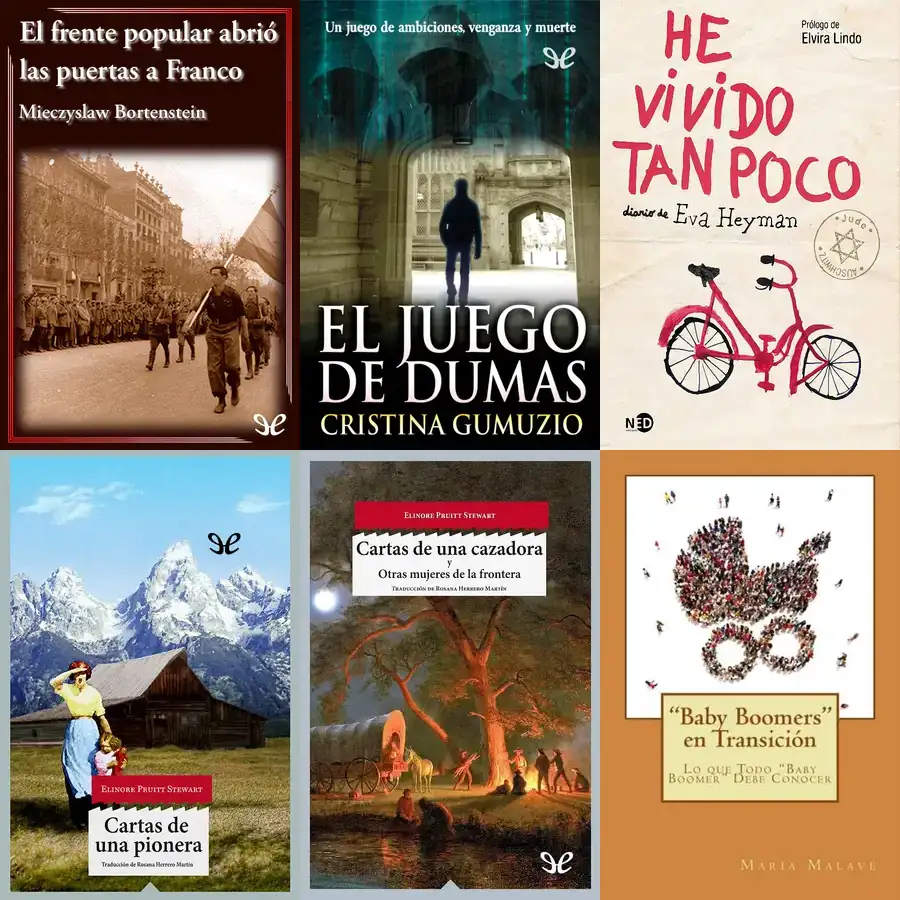 El frente popular abrió
las puertas a Franco
Mieczyslaw Bortenstein
Un juego de ambiciones, venganza y muerte
EL JUEGO
DE DUMAS
CRISTINA GUMUZIO
Prólogo de
Elvira Lindo
HE
VIVIDO
TAN POCO
diario de Eva Heyman
Jude
AUSCHWITZ
NED
ELINORE PRUITT STEWART
Cartas de
una pionera
Traducción de Rosana Herrero Martín
ELINORE PRUITT STEWART
Cartas de una cazadora
y
Otras mujeres de la frontera
TRADUCCIÓN DE ROSANA HERRERO MARTÍN
“Baby Boomers”
en Transición
LO QUE TODO “BABY
BOOMER” DEBE CONOCER
MARÍA MALAVÉ